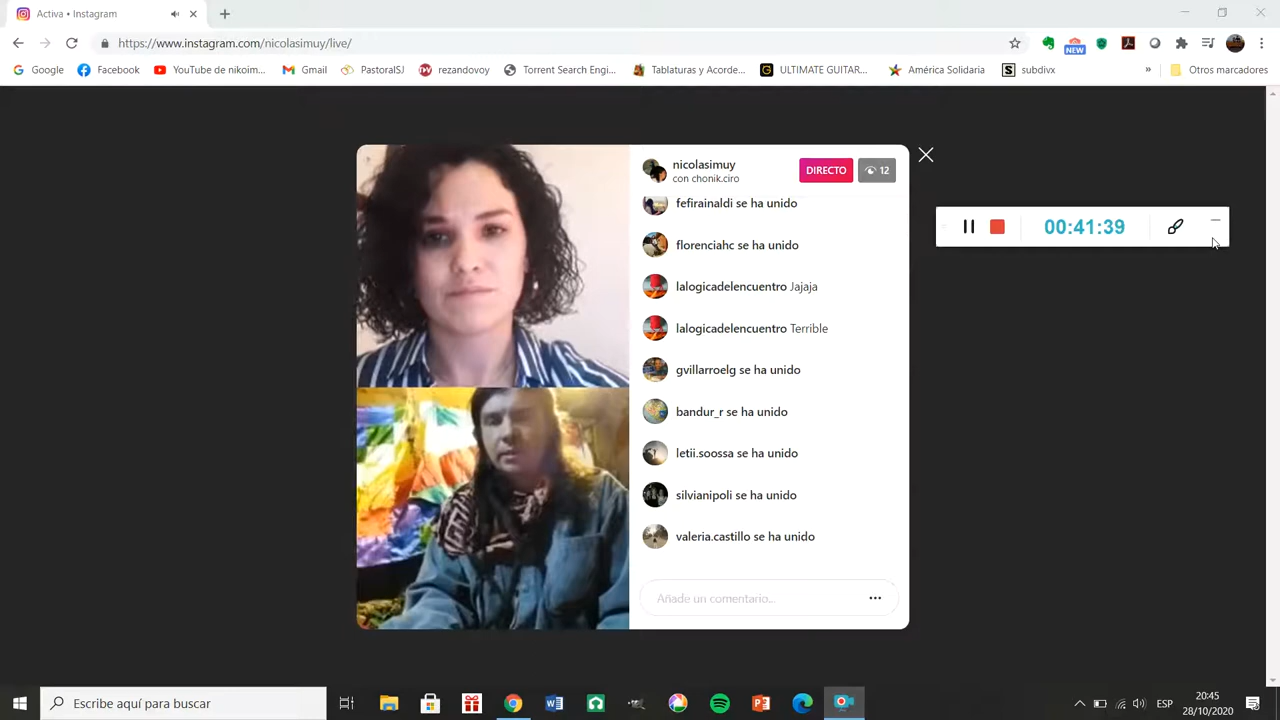 Activa • Instagram
https://www.instagram.com/nicolasimuy/live/
NEW
Google Facebook YouTube de nikoim... Gmail PastoralSJ rezandovoy Torrent Search Engi... Tablaturas y Acorde... ULTIMATE GUITAR... América Solidaria subdivx » Otros marcadores
nicolasimuy
con chonik.ciro
DIRECTO 12
fefirainaldi se ha unido
florenciahc se ha unido
lalogicadelencuentro Jajaja
lalogicadelencuentro Terrible
gvillarroelg se ha unido
bandur_r se ha unido
letii.soossa se ha unido
silvianipoli se ha unido
valeria.castillo se ha unido
Añade un comentario...
00:41:39
Escribe aquí para buscar
ESP
20:45
28/10/2020